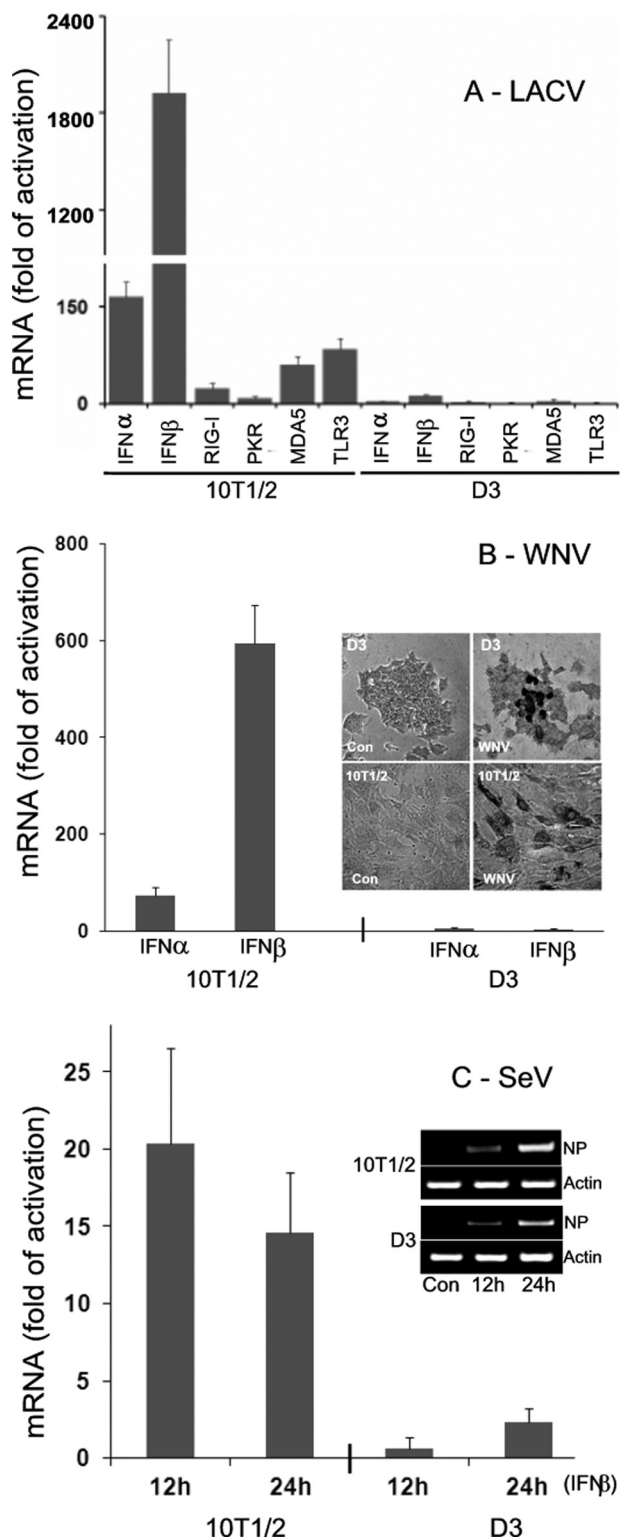 A - LACV
mRNA (fold of activation)
2400
1800
1200
150
0
IFNα IFNβ RIG-I PKR MDA5 TLR3 IFNα IFNβ RIG-I PKR MDA5 TLR3
10T1/2 D3
B - WNV
mRNA (fold of activation)
800
600
400
200
0
D3 D3
Con WNV
10T1/2 10T1/2
Con WNV
IFNα IFNβ IFNα IFNβ
10T1/2 D3
C - SeV
mRNA (fold of activation)
25
20
15
10
5
0
10T1/2 NP
Actin
D3 NP
Actin
Con 12h 24h
12h 24h 12h 24h (IFNβ)
10T1/2 D3